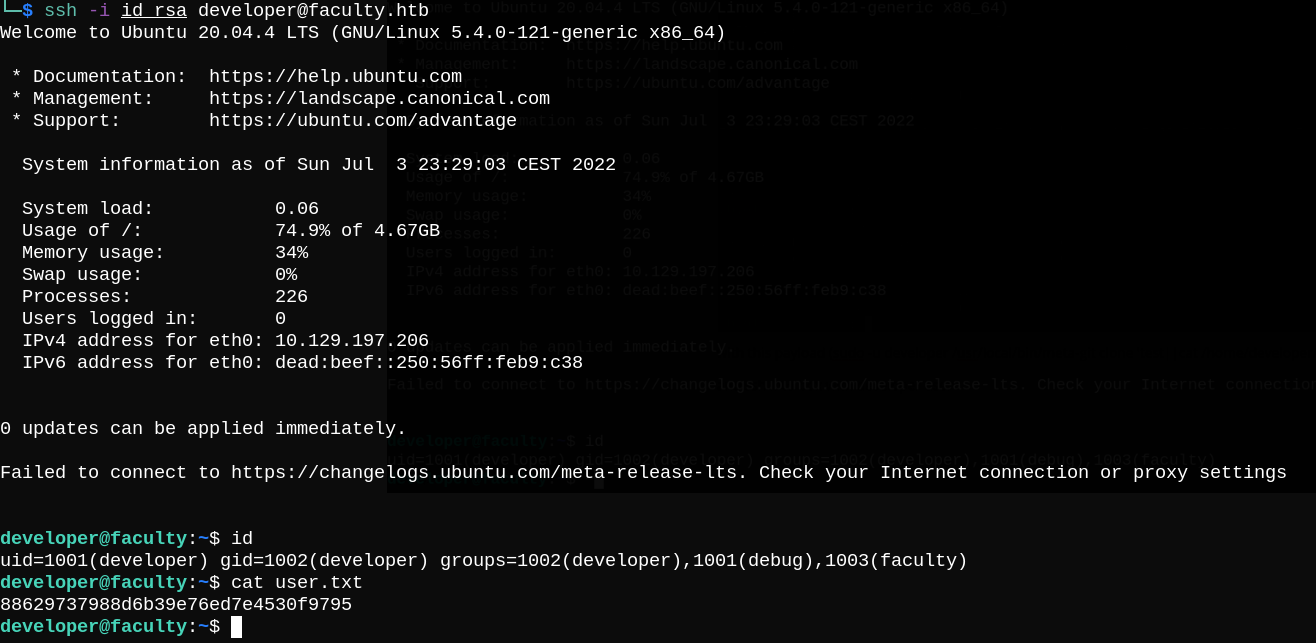 └─$ ssh -i id_rsa developer@faculty.htb
Welcome to Ubuntu 20.04.4 LTS (GNU/Linux 5.4.0-121-generic x86_64)
* Documentation: https://help.ubuntu.com
* Management: https://landscape.canonical.com
* Support: https://ubuntu.com/advantage
System information as of Sun Jul 3 23:29:03 CEST 2022
System load: 0.06
Usage of /: 74.9% of 4.67GB
Memory usage: 34%
Swap usage: 0%
Processes: 226
Users logged in: 0
IPv4 address for eth0: 10.129.197.206
IPv6 address for eth0: dead:beef::250:56ff:feb9:c38
0 updates can be applied immediately.
Failed to connect to https://changelogs.ubuntu.com/meta-release-lts. Check your Internet connection or proxy settings
developer@faculty:~$ id
uid=1001(developer) gid=1002(developer) groups=1002(developer),1001(debug),1003(faculty)
developer@faculty:~$ cat user.txt
88629737988d6b39e76ed7e4530f9795
developer@faculty:~$